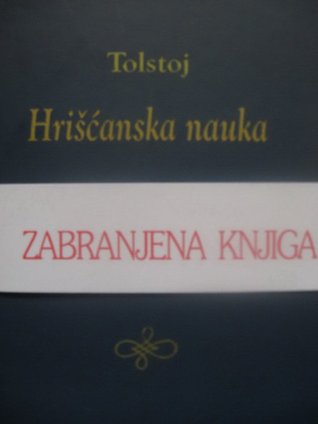 Tolstoj
Hrišćanska nauka
ZABRANJENA KNJIGA